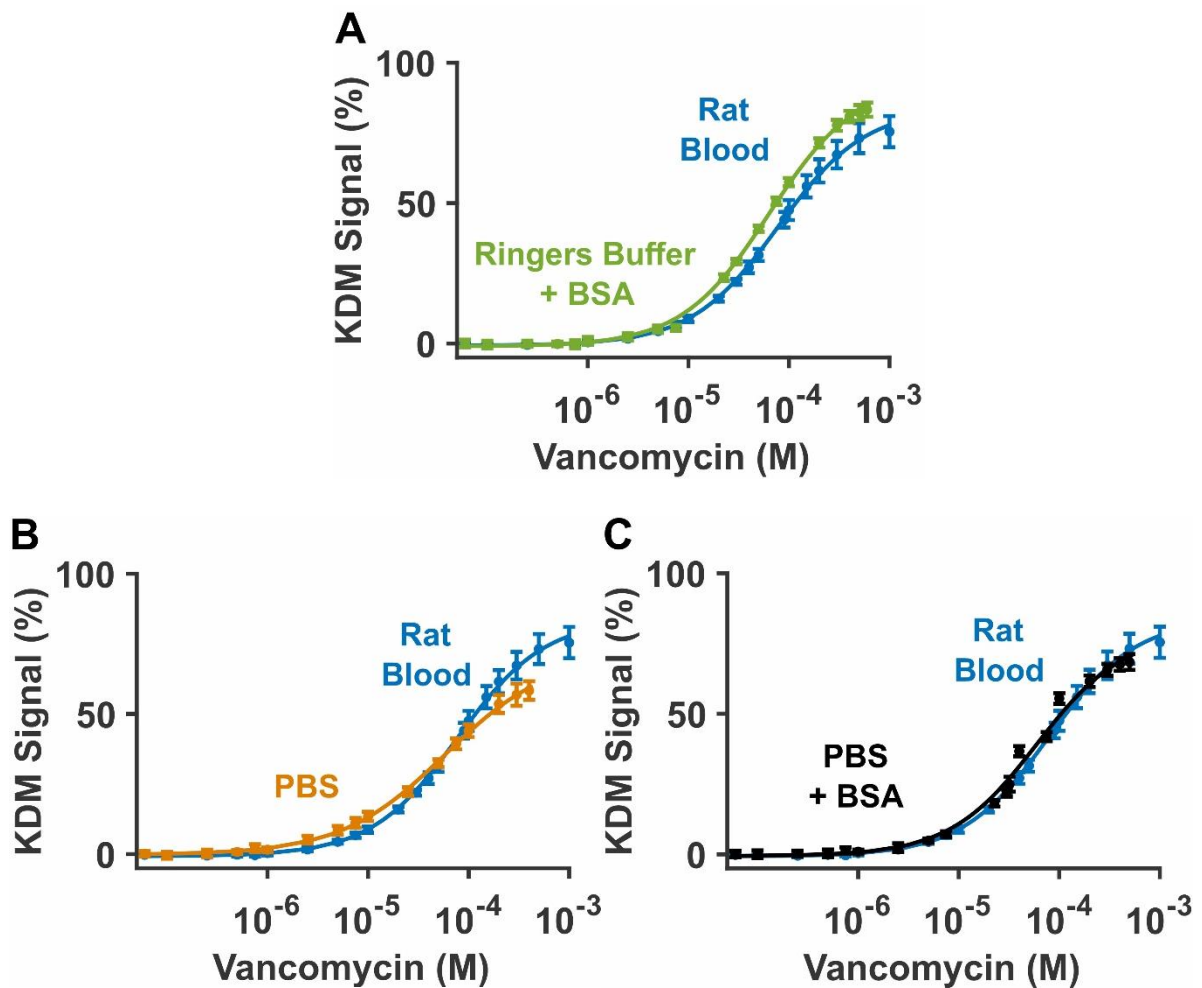 A
100
50
0
KDM Signal (%)
Rat
Blood
Ringers Buffer
+ BSA
10-6
10-5
10-4
10-3
Vancomycin (M)
B
100
50
0
KDM Signal (%)
Rat
Blood
PBS
10-6
10-5
10-4
10-3
Vancomycin (M)
C
100
50
0
KDM Signal (%)
Rat
Blood
PBS
+ BSA
10-6
10-5
10-4
10-3
Vancomycin (M)